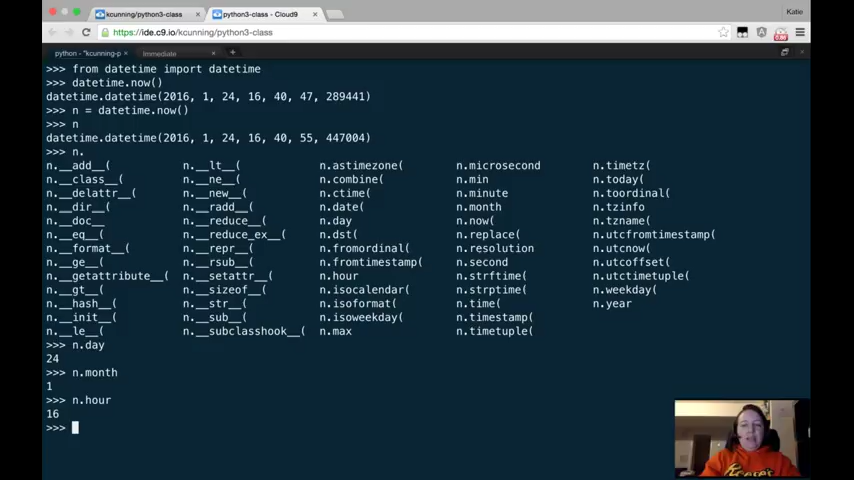 Katie
kcunning/python3-class
python3-class - Cloud9
https://ide.c9.io/kcunning/python3-class
python - "kcunning-p
Immediate
>>> from datetime import datetime
>>> datetime.now()
datetime.datetime(2016, 1, 24, 16, 40, 47, 289441)
>>> n = datetime.now()
>>> n
datetime.datetime(2016, 1, 24, 16, 40, 55, 447004)
>>> n.
n.__add__( n.__lt__( n.astimezone( n.microsecond n.timetz(
n.__class__( n.__ne__( n.combine( n.min n.today(
n.__delattr__( n.__new__( n.ctime( n.minute n.toordinal(
n.__dir__( n.__radd__( n.date( n.month n.tzinfo
n.__doc__ n.__reduce__( n.day n.now( n.tzname(
n.__eq__( n.__reduce_ex__( n.dst( n.replace( n.utcfromtimestamp(
n.__format__( n.__repr__( n.fromordinal( n.resolution n.utcnow(
n.__ge__( n.__rsub__( n.fromtimestamp( n.second n.utcoffset(
n.__getattribute__( n.__setattr__( n.hour n.strftime( n.utctimetuple(
n.__gt__( n.__sizeof__( n.isocalendar( n.strptime( n.weekday(
n.__hash__( n.__str__( n.isoformat( n.time( n.year
n.__init__( n.__sub__( n.isoweekday( n.timestamp(
n.__le__( n.__subclasshook__( n.max n.timetuple(
>>> n.day
24
>>> n.month
1
>>> n.hour
16
>>>
Reese's